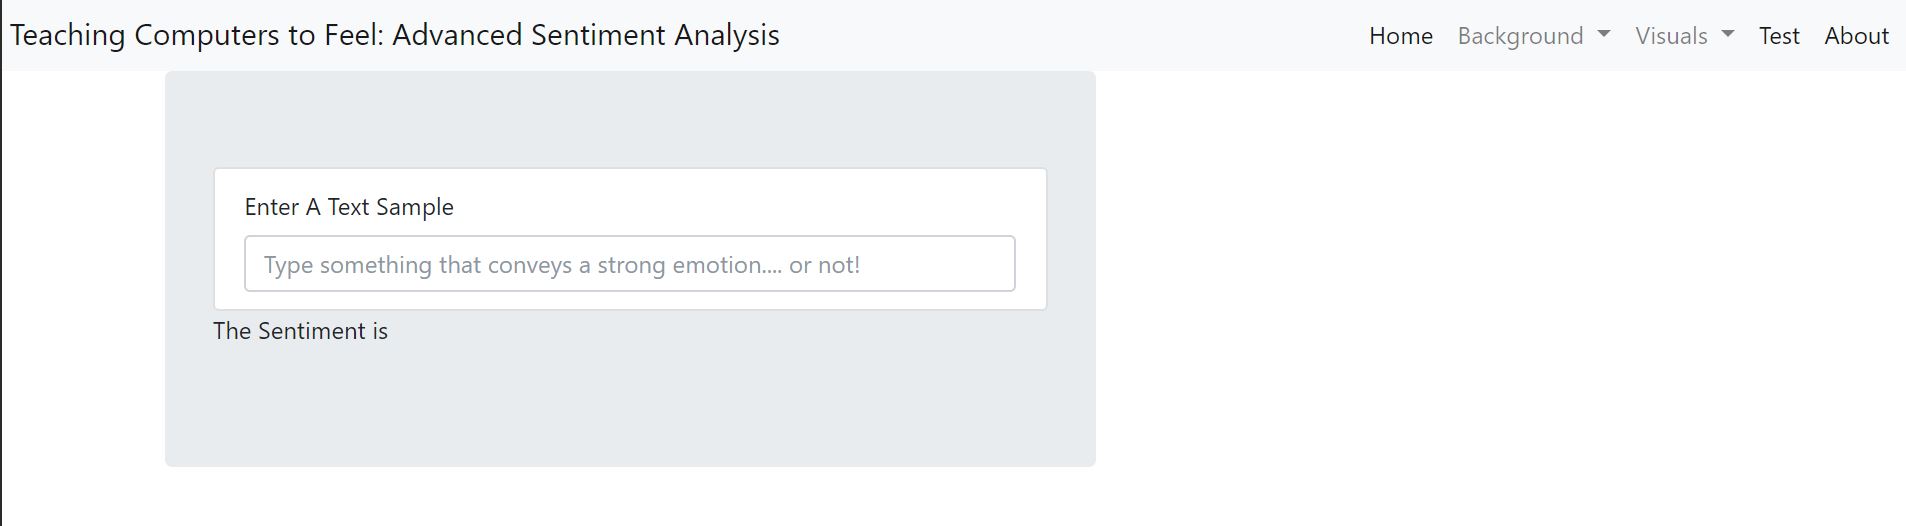 Teaching Computers to Feel: Advanced Sentiment Analysis Home Background Visuals Test About
Enter A Text Sample
Type something that conveys a strong emotion.... or not!
The Sentiment is